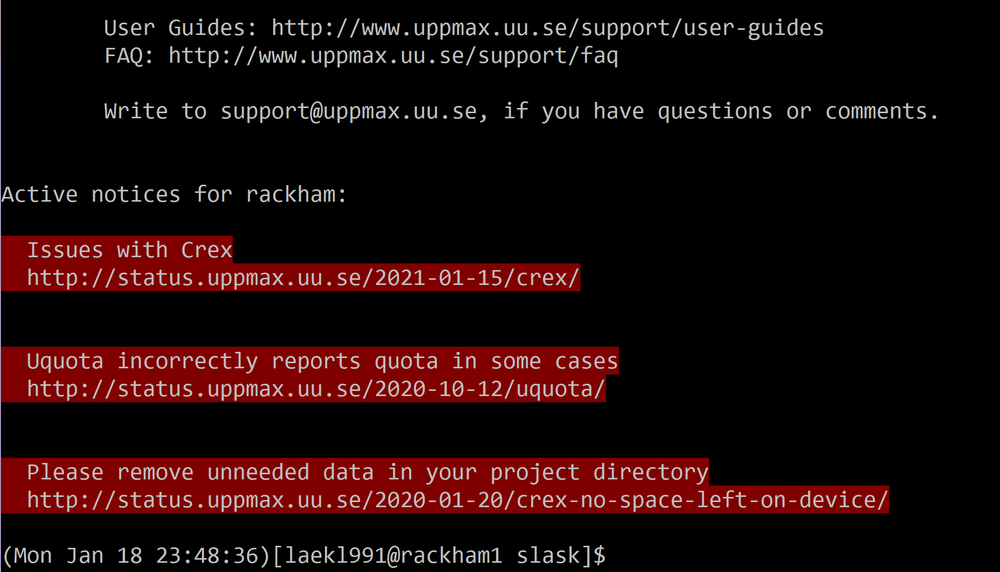 User Guides: http://www.uppmax.uu.se/support/user-guides
FAQ: http://www.uppmax.uu.se/support/faq
Write to support@uppmax.uu.se, if you have questions or comments.
Active notices for rackham:
Issues with Crex
http://status.uppmax.uu.se/2021-01-15/crex/
Uquota incorrectly reports quota in some cases
http://status.uppmax.uu.se/2020-10-12/uquota/
Please remove unneeded data in your project directory
http://status.uppmax.uu.se/2020-01-20/crex-no-space-left-on-device/
(Mon Jan 18 23:48:36)[laekl991@rackham1 slask]$